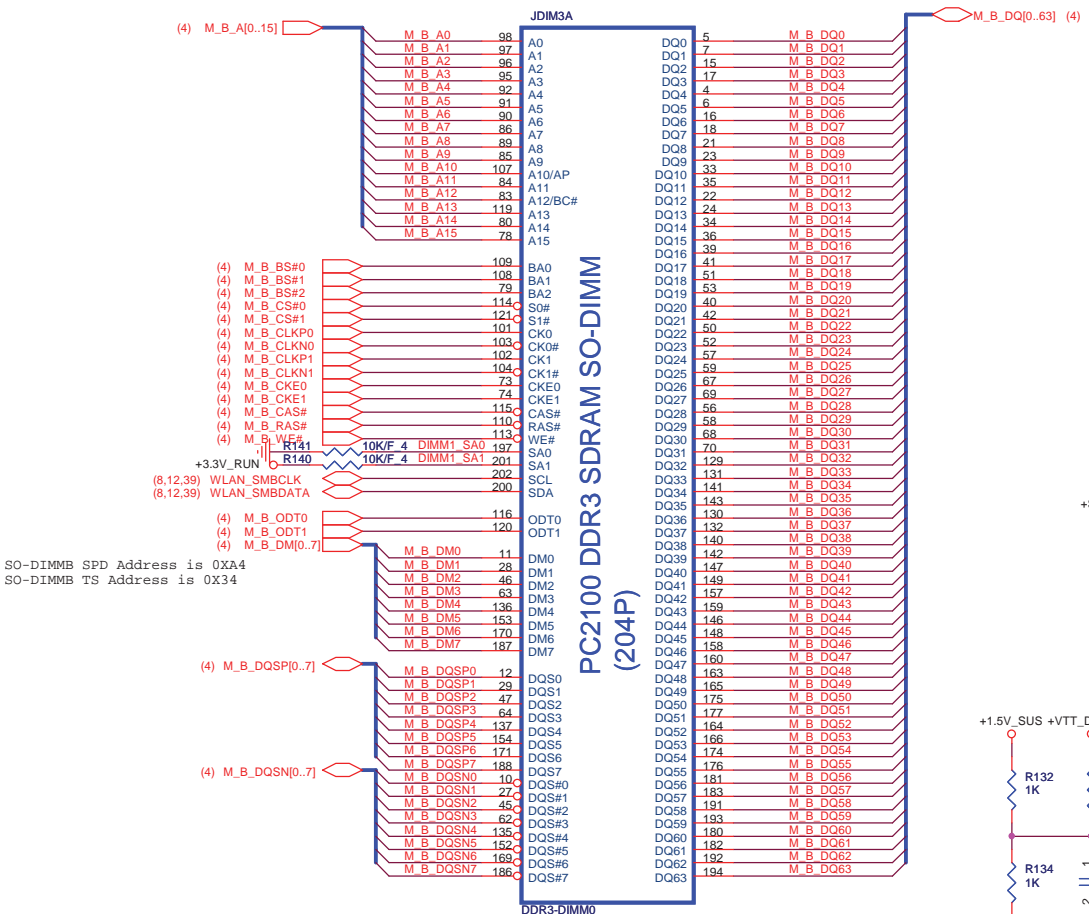 JDIM3A
(4) M_B_A[0..15]
M_B_DQ[0..63] (4)
M_B_A0 98 A0
M_B_A1 97 A1
M_B_A2 96 A2
M_B_A3 95 A3
M_B_A4 92 A4
M_B_A5 91 A5
M_B_A6 90 A6
M_B_A7 86 A7
M_B_A8 89 A8
M_B_A9 85 A9
M_B_A10 107 A10/AP
M_B_A11 84 A11
M_B_A12 83 A12/BC#
M_B_A13 119 A13
M_B_A14 80 A14
M_B_A15 78 A15
(4) M_B_BS#0 109 BA0
(4) M_B_BS#1 108 BA1
(4) M_B_BS#2 79 BA2
(4) M_B_CS#0 114 S0#
(4) M_B_CS#1 121 S1#
(4) M_B_CLKP0 101 CK0
(4) M_B_CLKN0 103 CK0#
(4) M_B_CLKP1 102 CK1
(4) M_B_CLKN1 104 CK1#
(4) M_B_CKE0 73 CKE0
(4) M_B_CKE1 74 CKE1
(4) M_B_CAS# 115 CAS#
(4) M_B_RAS# 110 RAS#
(4) M_B_WE# 113 WE#
R141 10K/F_4 DIMM1_SA0 197 SA0
+3.3V_RUN R140 10K/F_4 DIMM1_SA1 201 SA1
(8,12,39) WLAN_SMBCLK 202 SCL
(8,12,39) WLAN_SMBDATA 200 SDA
(4) M_B_ODT0 116 ODT0
(4) M_B_ODT1 120 ODT1
(4) M_B_DM[0..7]
SO-DIMMB SPD Address is 0XA4
SO-DIMMB TS Address is 0X34
M_B_DM0 11 DM0
M_B_DM1 28 DM1
M_B_DM2 46 DM2
M_B_DM3 63 DM3
M_B_DM4 136 DM4
M_B_DM5 153 DM5
M_B_DM6 170 DM6
M_B_DM7 187 DM7
(4) M_B_DQSP[0..7]
M_B_DQSP0 12 DQS0
M_B_DQSP1 29 DQS1
M_B_DQSP2 47 DQS2
M_B_DQSP3 64 DQS3
M_B_DQSP4 137 DQS4
M_B_DQSP5 154 DQS5
M_B_DQSP6 171 DQS6
M_B_DQSP7 188 DQS7
(4) M_B_DQSN[0..7]
M_B_DQSN0 10 DQS#0
M_B_DQSN1 27 DQS#1
M_B_DQSN2 45 DQS#2
M_B_DQSN3 62 DQS#3
M_B_DQSN4 135 DQS#4
M_B_DQSN5 152 DQS#5
M_B_DQSN6 169 DQS#6
M_B_DQSN7 186 DQS#7
PC2100 DDR3 SDRAM SO-DIMM
(204P)
DQ0 5 M_B_DQ0
DQ1 7 M_B_DQ1
DQ2 15 M_B_DQ2
DQ3 17 M_B_DQ3
DQ4 4 M_B_DQ4
DQ5 6 M_B_DQ5
DQ6 16 M_B_DQ6
DQ7 18 M_B_DQ7
DQ8 21 M_B_DQ8
DQ9 23 M_B_DQ9
DQ10 33 M_B_DQ10
DQ11 35 M_B_DQ11
DQ12 22 M_B_DQ12
DQ13 24 M_B_DQ13
DQ14 34 M_B_DQ14
DQ15 36 M_B_DQ15
DQ16 39 M_B_DQ16
DQ17 41 M_B_DQ17
DQ18 51 M_B_DQ18
DQ19 53 M_B_DQ19
DQ20 40 M_B_DQ20
DQ21 42 M_B_DQ21
DQ22 50 M_B_DQ22
DQ23 52 M_B_DQ23
DQ24 57 M_B_DQ24
DQ25 59 M_B_DQ25
DQ26 67 M_B_DQ26
DQ27 69 M_B_DQ27
DQ28 56 M_B_DQ28
DQ29 58 M_B_DQ29
DQ30 68 M_B_DQ30
DQ31 70 M_B_DQ31
DQ32 129 M_B_DQ32
DQ33 131 M_B_DQ33
DQ34 141 M_B_DQ34
DQ35 143 M_B_DQ35
DQ36 130 M_B_DQ36
DQ37 132 M_B_DQ37
DQ38 140 M_B_DQ38
DQ39 142 M_B_DQ39
DQ40 147 M_B_DQ40
DQ41 149 M_B_DQ41
DQ42 157 M_B_DQ42
DQ43 159 M_B_DQ43
DQ44 146 M_B_DQ44
DQ45 148 M_B_DQ45
DQ46 158 M_B_DQ46
DQ47 160 M_B_DQ47
DQ48 163 M_B_DQ48
DQ49 165 M_B_DQ49
DQ50 175 M_B_DQ50
DQ51 177 M_B_DQ51
DQ52 164 M_B_DQ52
DQ53 166 M_B_DQ53
DQ54 174 M_B_DQ54
DQ55 176 M_B_DQ55
DQ56 181 M_B_DQ56
DQ57 183 M_B_DQ57
DQ58 191 M_B_DQ58
DQ59 193 M_B_DQ59
DQ60 180 M_B_DQ60
DQ61 182 M_B_DQ61
DQ62 192 M_B_DQ62
DQ63 194 M_B_DQ63
DDR3-DIMM0
+1.5V_SUS
R132
1K
R134
1K
2
1